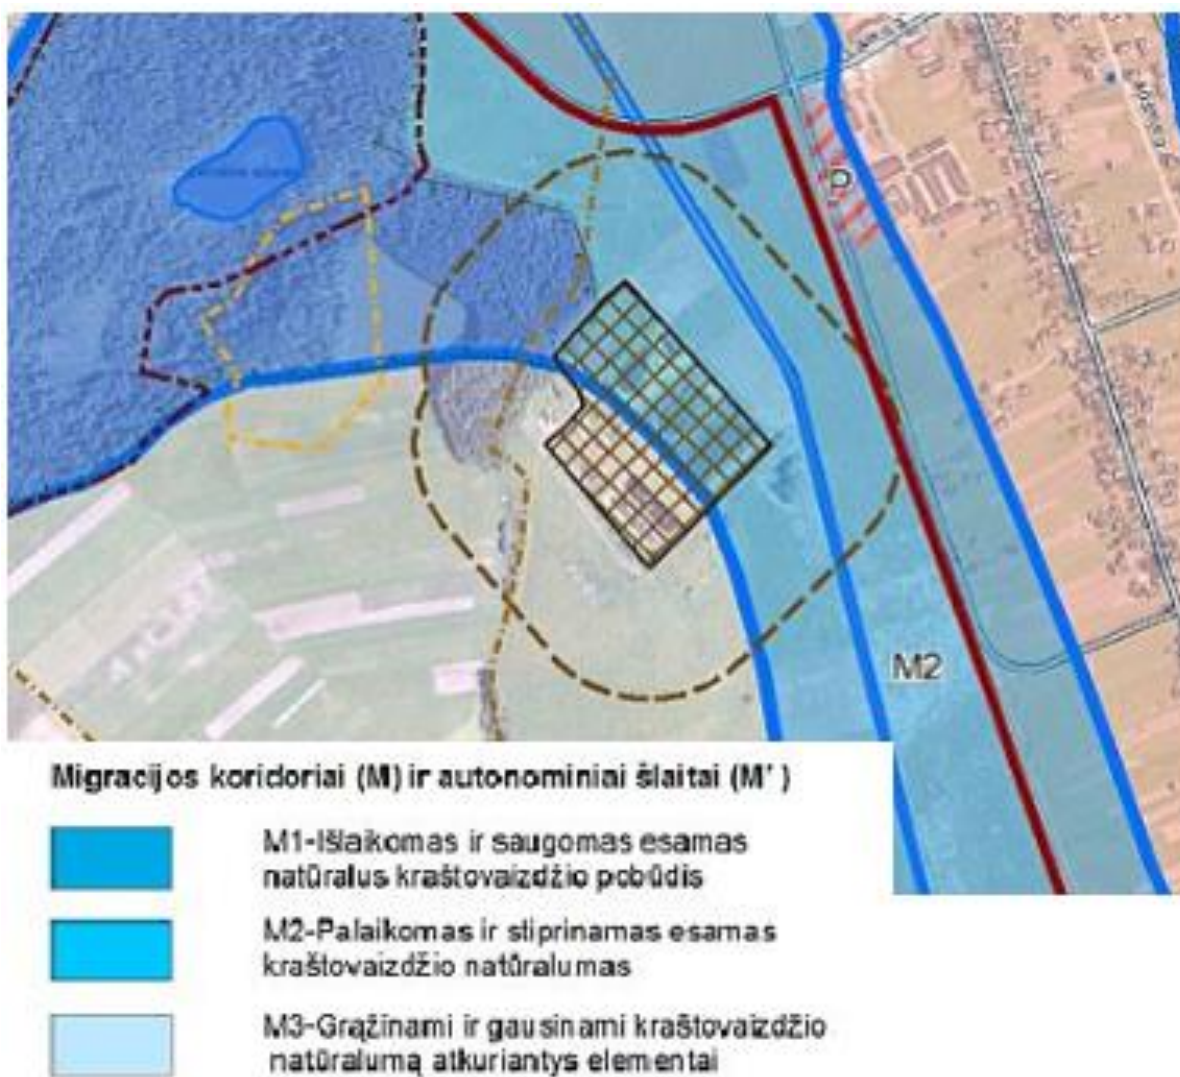 P
M2
Migracijos koridoriai (M) ir autonominiai šlaitai (M')
M1-Išlaikomas ir saugomas esamas
natūralus kraštovaizdžio pobūdis
M2-Palaikomas ir stiprinamas esamas
kraštovaizdžio natūralumas
M3-Grąžinami ir gausinami kraštovaizdžio
natūralumą atkuriantys elementai